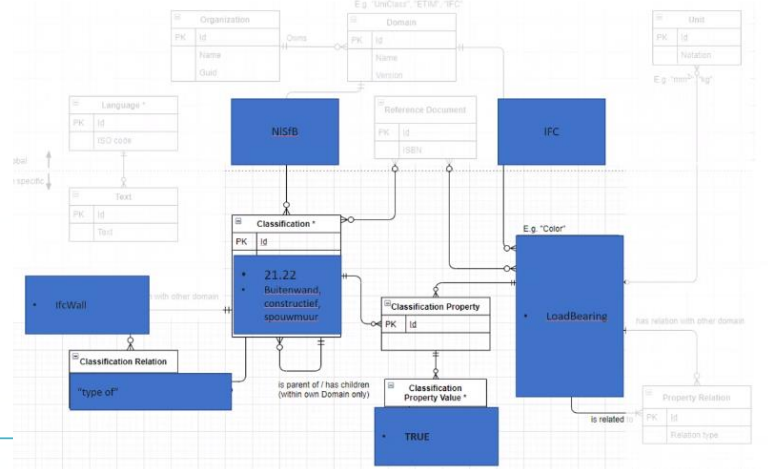 E.g. "UniClass", "ETIM", "IFC"
Organization
PK Id
Name
Guid
Owns
Domain
PK Id
Name
Version
Unit
PK Id
Notation
E.g. "mm", "kg"
Language *
PK Id
ISO code
NlSfB
Reference Document
PK Id
ISBN
IFC
obal
specific
Text
PK Id
Text
Classification *
PK Id
• 21.22
• Buitenwand,
constructief,
spouwmuur
E.g. "Color"
• LoadBearing
• IfcWall
with other domain
Classification Property
PK Id
has relation with other domain
Classification Relation
"type of"
is parent of / has children
(within own Domain only)
Classification
Property Value *
• TRUE
is related to
Property Relation
PK Id
Relation type